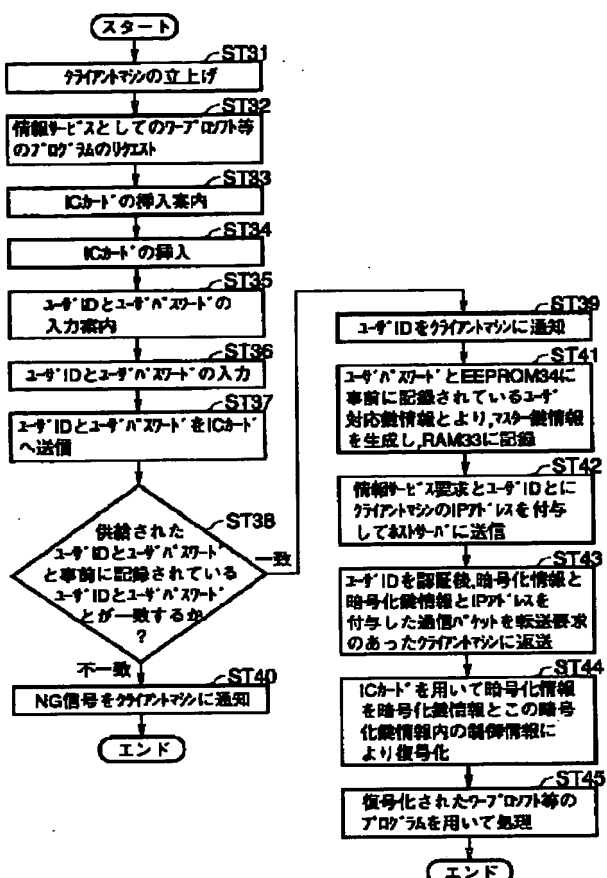 スタート
ST31
クライアントマシンの立上げ
ST32
情報サービスとしてのワープロソフト等
のプログラムのリクエスト
ST33
ICカードの挿入案内
ST34
ICカードの挿入
ST35
ユーザIDとユーザパスワードの
入力案内
ST36
ユーザIDとユーザパスワードの入力
ST37
ユーザIDとユーザパスワードをICカード
へ送信
ST38
供給された
ユーザIDとユーザパスワード
と事前に記録されている
ユーザIDとユーザパスワード
とが一致するか
?
一致
不一致
ST40
NG信号をクライアントマシンに通知
エンド
ST39
ユーザIDをクライアントマシンに通知
ST41
ユーザパスワードとEEPROM34に
事前に記録されているユーザ
対応鍵情報とより,マスター鍵情報
を生成し,RAM33に記録
ST42
情報サービス要求とユーザIDとに
クライアントマシンのIPアドレスを付与
してホストサーバに送信
ST43
ユーザIDを認証後,暗号化情報と
暗号化鍵情報とIPアドレスを
付与した通信パケットを転送要求
のあったクライアントマシンに返送
ST44
ICカードを用いて暗号化情報
を暗号化鍵情報とこの暗号
化鍵情報内の制御情報に
より復号化
ST45
復号化されたワープロソフト等の
プログラムを用いて処理
エンド